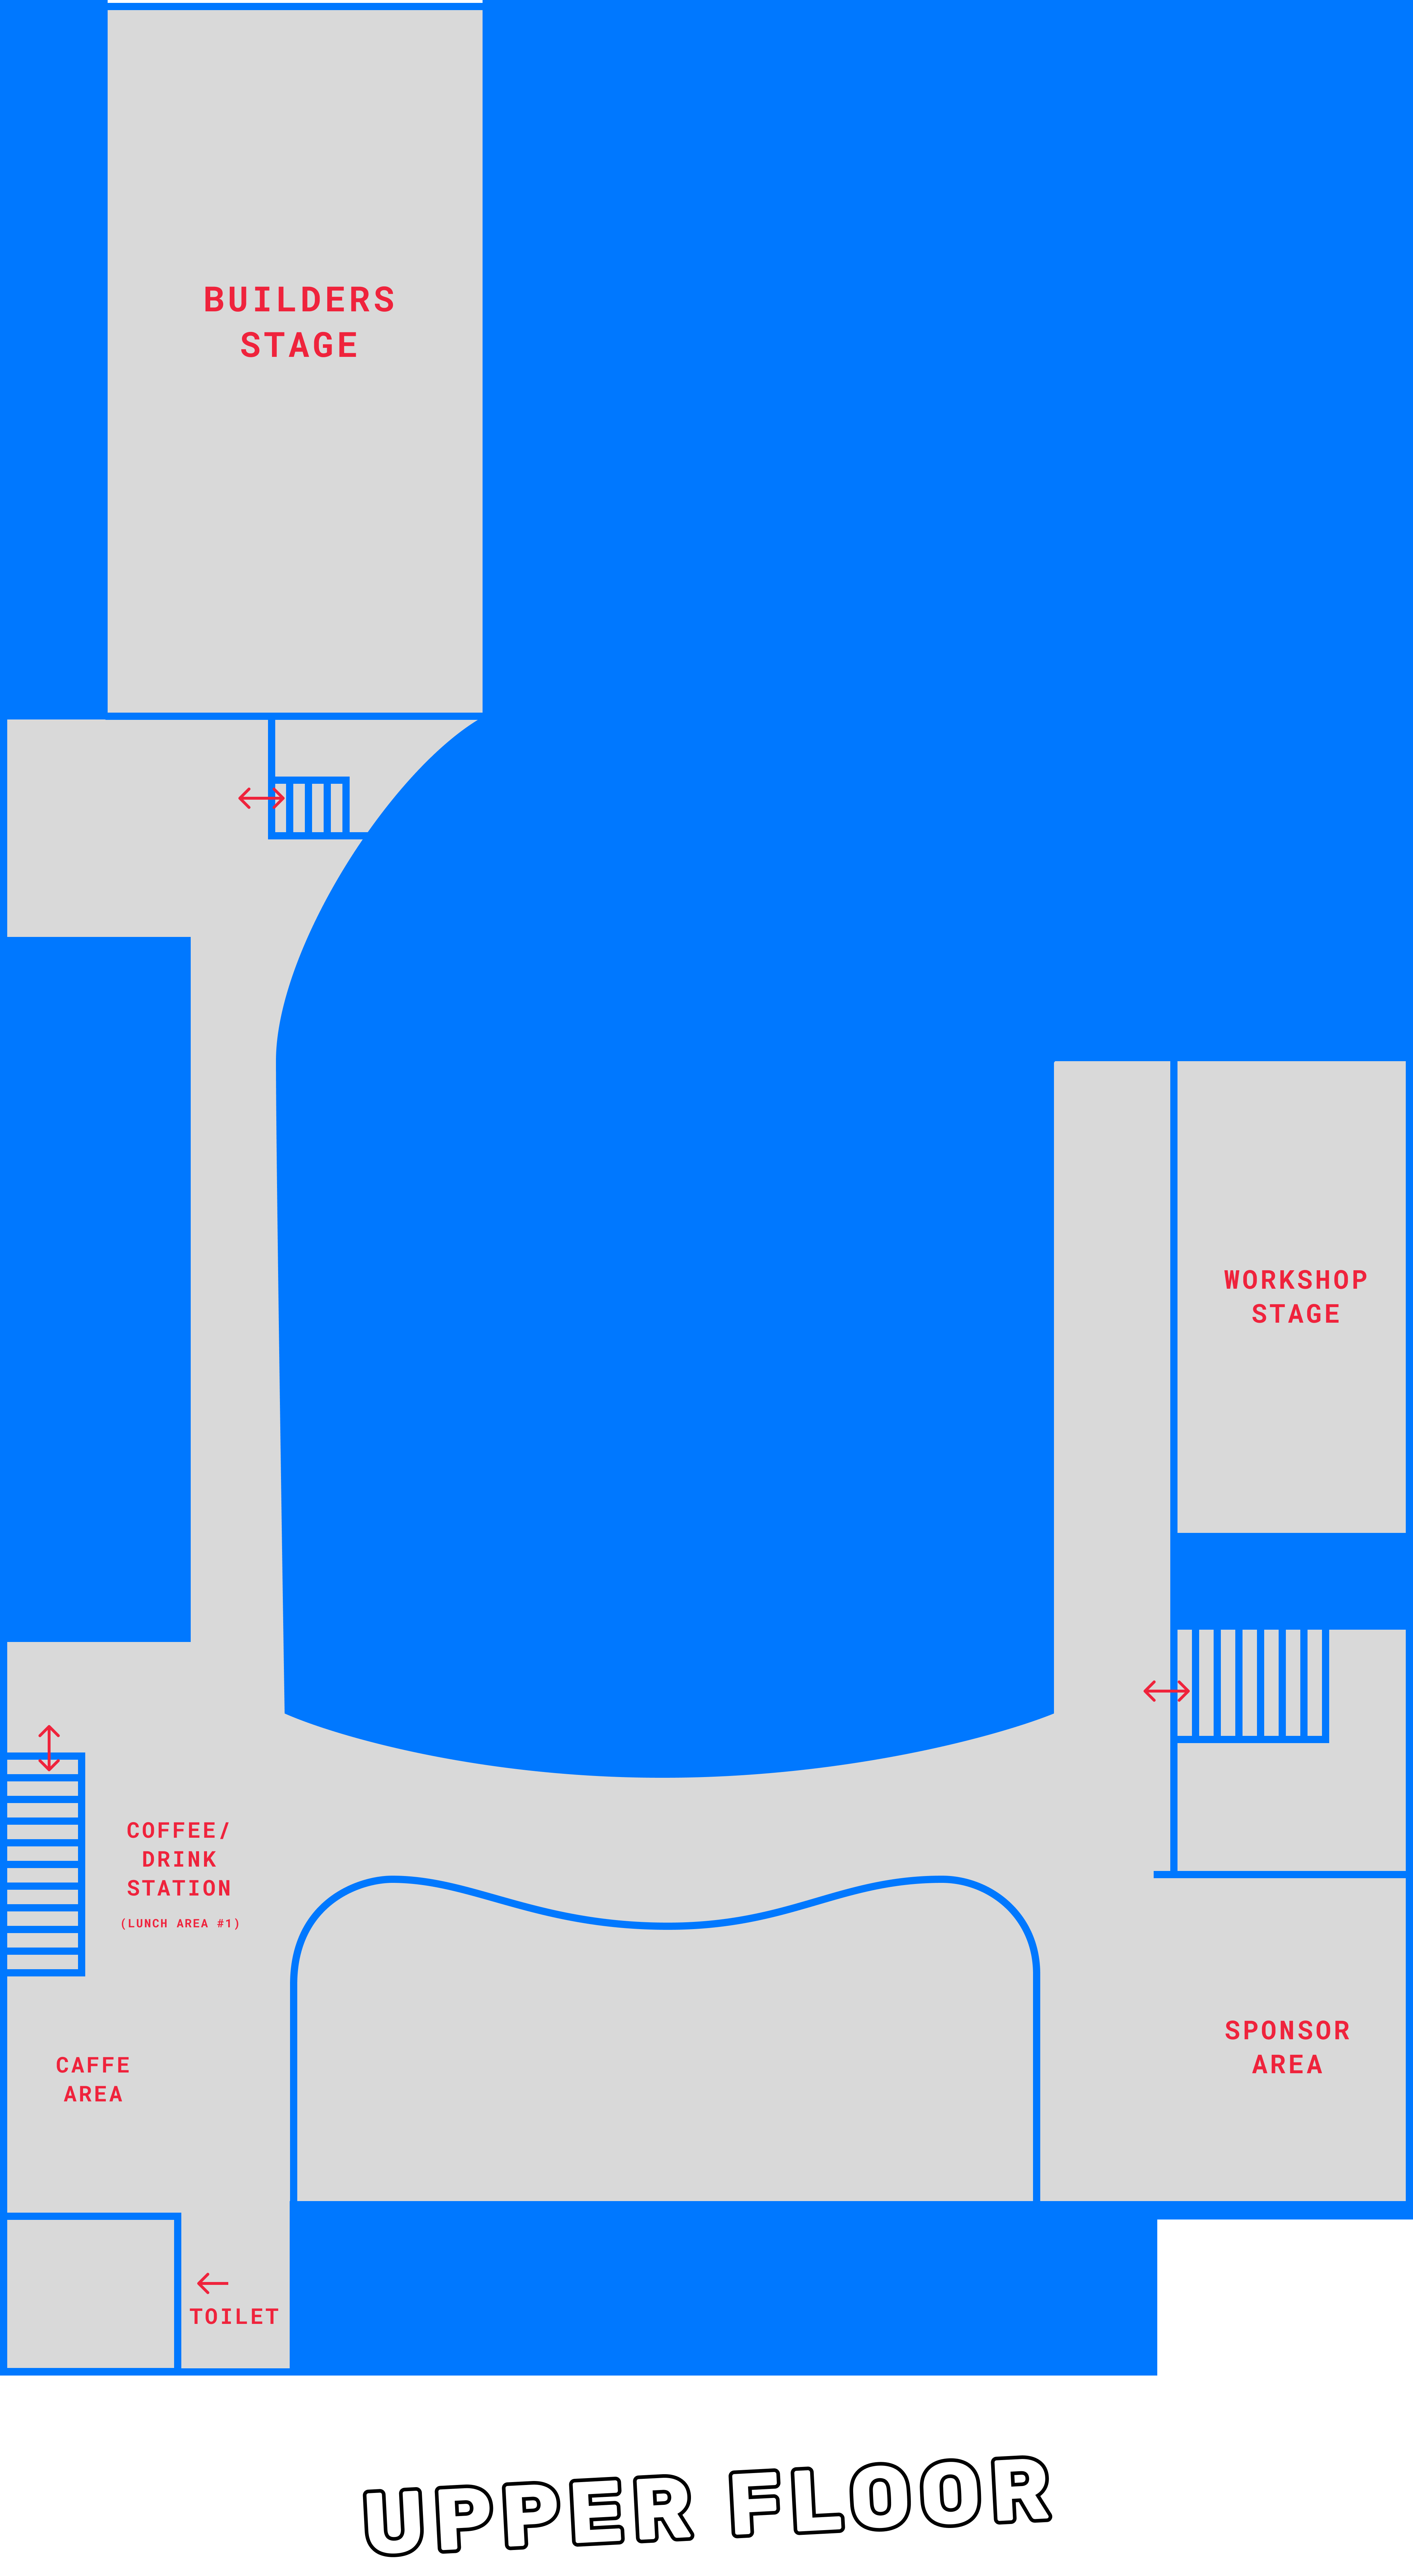 BUILDERS
STAGE
WORKSHOP
STAGE
COFFEE/
DRINK
STATION
(LUNCH AREA #1)
CAFFE
AREA
SPONSOR
AREA
TOILET
UPPER FLOOR